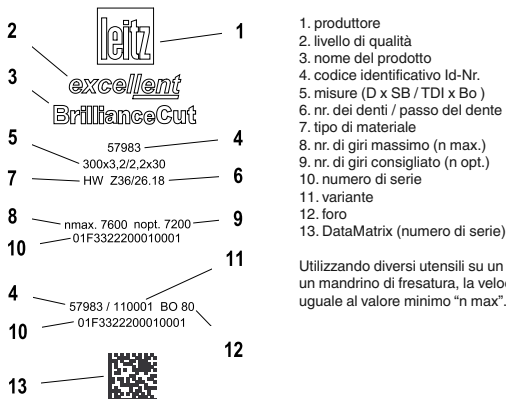 leitz
excellent
BrillianceCut
2
1
3
5
57983
4
300x3,2/2,2x30
7
HW Z36/26.18
6
8
nmax. 7600 nopt. 7200
9
10
01F3322200010001
11
4
57983 / 110001 BO 80
10
01F3322200010001
12
13
1. produttore
2. livello di qualità
3. nome del prodotto
4. codice identificativo Id-Nr.
5. misure (D x SB / TDI x Bo )
6. nr. dei denti / passo del dente
7. tipo di materiale
8. nr. di giri massimo (n max.)
9. nr. di giri consigliato (n opt.)
10. numero di serie
11. variante
12. foro
13. DataMatrix (numero di serie)
Utilizzando diversi utensili su un
un mandrino di fresatura, la
uguale al valore minimo “n max”.